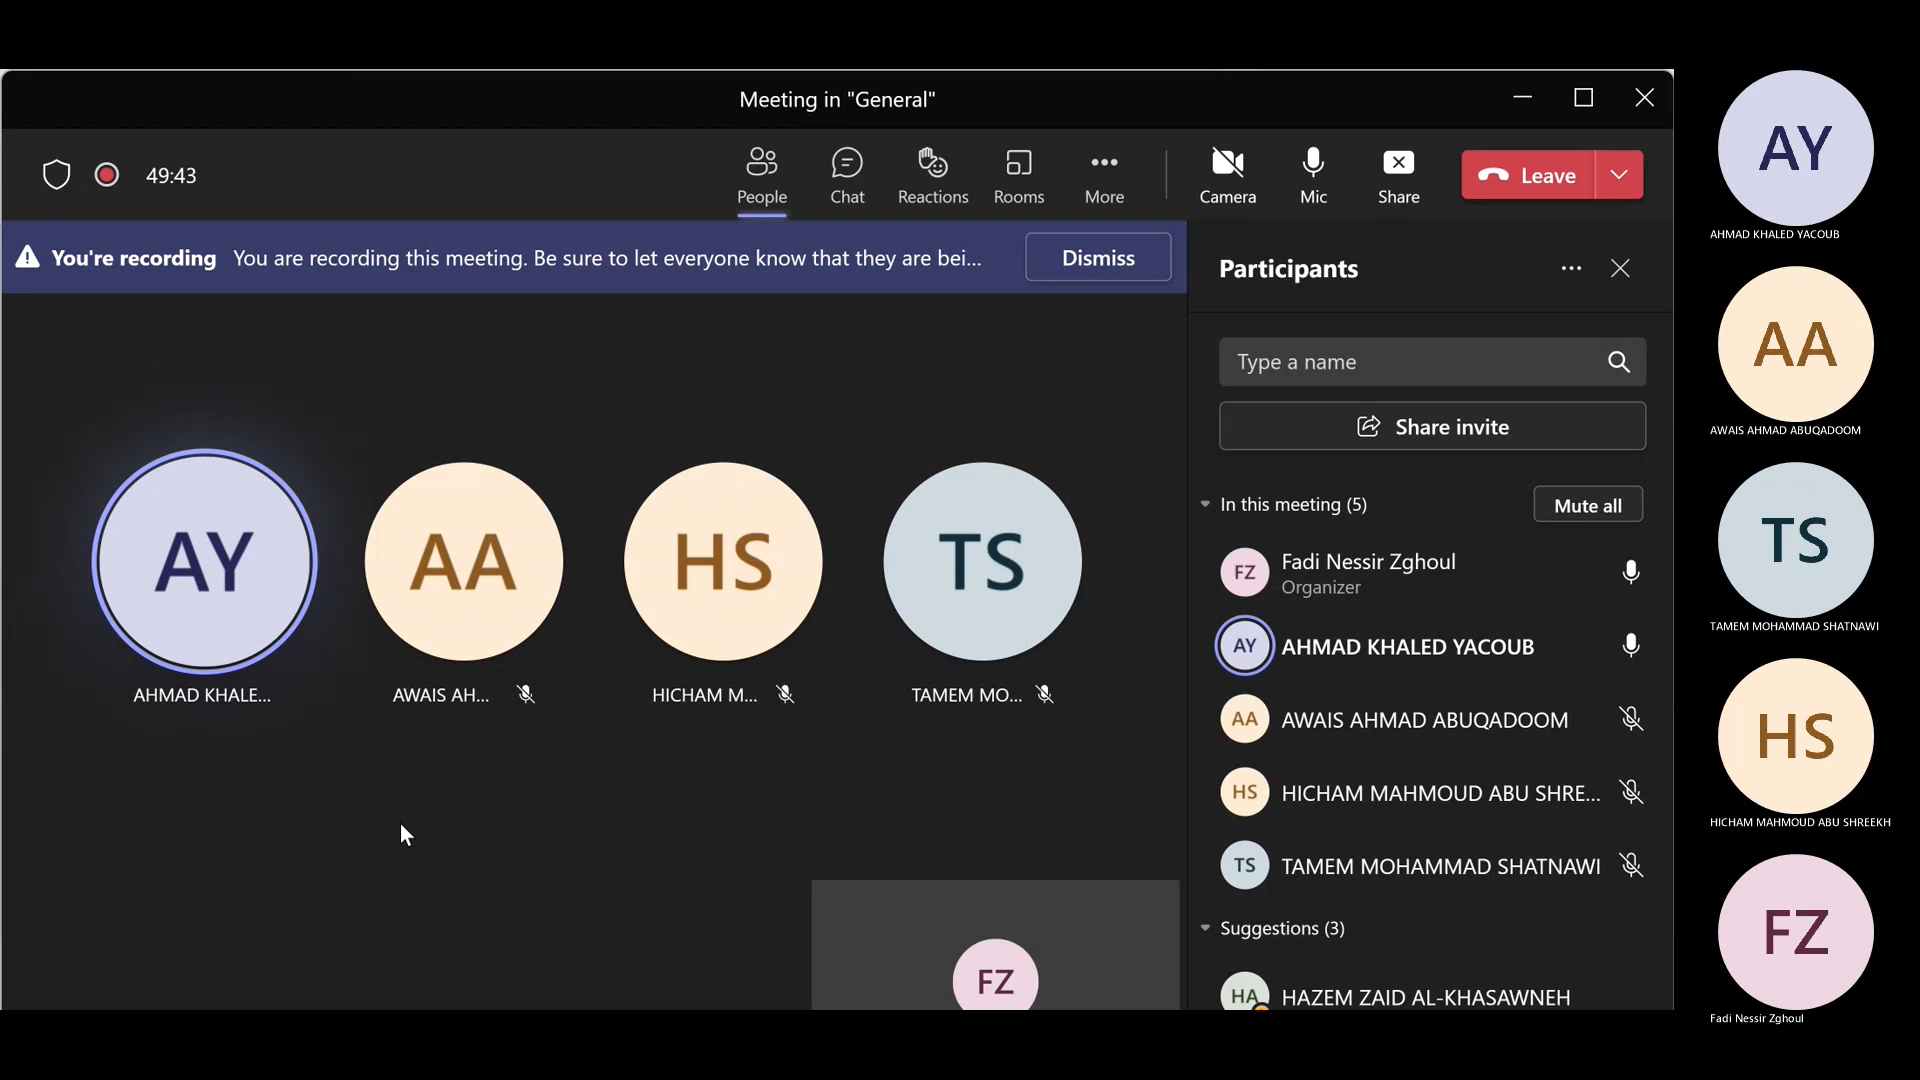 Meeting in "General"
49:43
People
Chat
Reactions
Rooms
More
Camera
Mic
Share
Leave
You're recording You are recording this meeting. Be sure to let everyone know that they are bei...
Dismiss
AY
AHMAD KHALE...
AA
AWAIS AH...
HS
HICHAM M...
TS
TAMEM MO...
FZ
Participants
Type a name
Share invite
In this meeting (5)
Mute all
FZ
Fadi Nessir Zghoul
Organizer
AY
AHMAD KHALED YACOUB
AA
AWAIS AHMAD ABUQADOOM
HS
HICHAM MAHMOUD ABU SHRE...
TS
TAMEM MOHAMMAD SHATNAWI
Suggestions (3)
HA
HAZEM ZAID AL-KHASAWNEH
AY
AHMAD KHALED YACOUB
AA
AWAIS AHMAD ABUQADOOM
TS
TAMEM MOHAMMAD SHATNAWI
HS
HICHAM MAHMOUD ABU SHREEKH
FZ
Fadi Nessir Zghoul